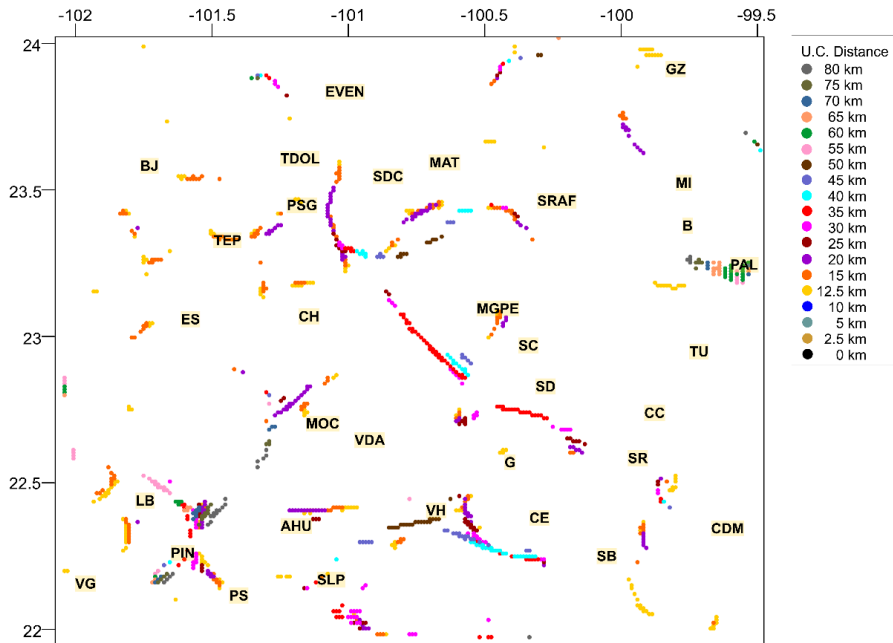 -102 -101.5 -101 -100.5 -100 -99.5
24
23.5
23
22.5
22
U.C. Distance
80 km
75 km
70 km
65 km
60 km
55 km
50 km
45 km
40 km
35 km
30 km
25 km
20 km
15 km
12.5 km
10 km
5 km
2.5 km
0 km
GZ
EVEN
BJ
TDOL
SDC
MAT
MI
PSG
SRAF
B
TEP
PAL
ES
CH
MGPE
SC
TU
SD
MOC
CC
VDA
G
SR
LB
AHU
VH
CE
CDM
PIN
SB
VG
PS
SLP